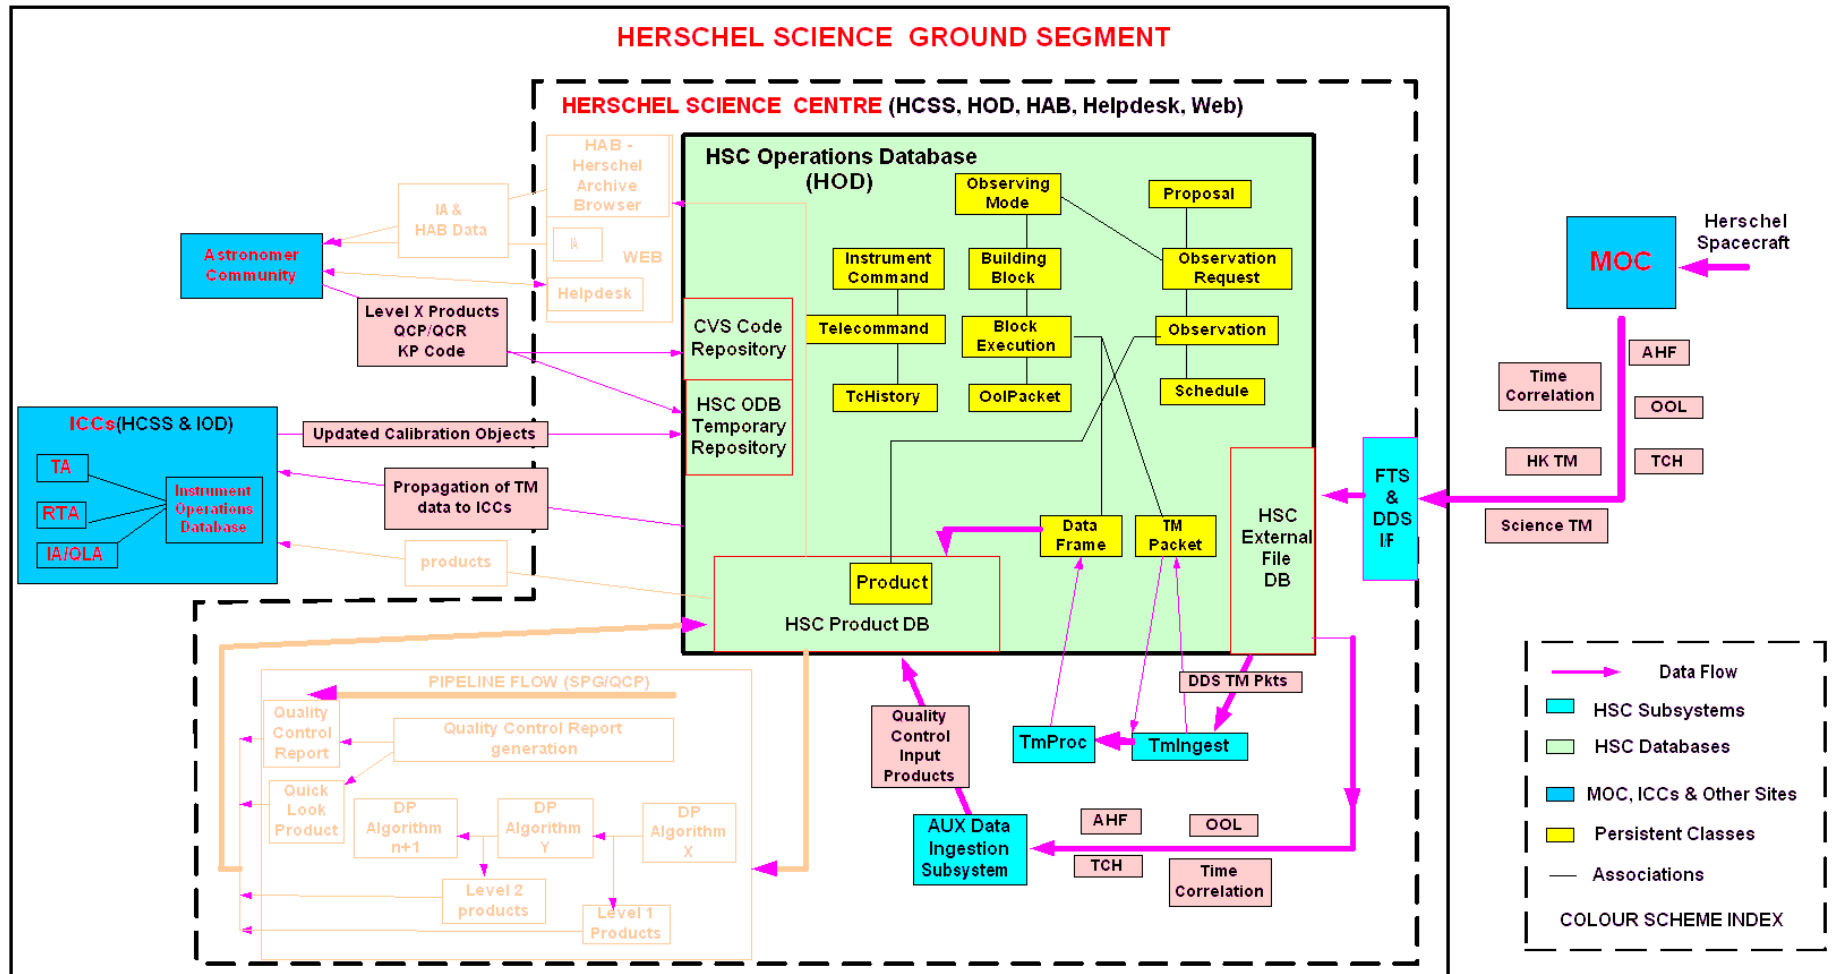 HERSCHEL SCIENCE GROUND SEGMENT
HERSCHEL SCIENCE CENTRE (HCSS, HOD, HAB, Helpdesk, Web)
HAB -
Herschel
Archive
Browser
IA
WEB
Helpdesk
IA &
HAB Data
Astronomer
Community
Level X Products
QCP/QCR
KP Code
ICCs(HCSS & IOD)
TA
RTA
IA/QLA
Instrument
Operations
Database
Updated Calibration Objects
Propagation of TM
data to ICCs
products
HSC Operations Database
(HOD)
Observing
Mode
Proposal
Instrument
Command
Building
Block
Observation
Request
Telecommand
Block
Execution
Observation
TcHistory
OolPacket
Schedule
CVS Code
Repository
HSC ODB
Temporary
Repository
Data
Frame
TM
Packet
HSC
External
File
DB
Product
HSC Product DB
FTS
&
DDS
I/F
MOC
Herschel
Spacecraft
AHF
Time
Correlation
OOL
HK TM
TCH
Science TM
DDS TM Pkts
Quality
Control
Input
Products
TmProc
TmIngest
AUX Data
Ingestion
Subsystem
AHF
OOL
TCH
Time
Correlation
PIPELINE FLOW (SPG/QCP)
Quality
Control
Report
Quality Control Report
generation
Quick
Look
Product
DP
Algorithm
n+1
DP
Algorithm
Y
DP
Algorithm
X
Level 2
products
Level 1
Products
Data Flow
HSC Subsystems
HSC Databases
MOC, ICCs & Other Sites
Persistent Classes
Associations
COLOUR SCHEME INDEX